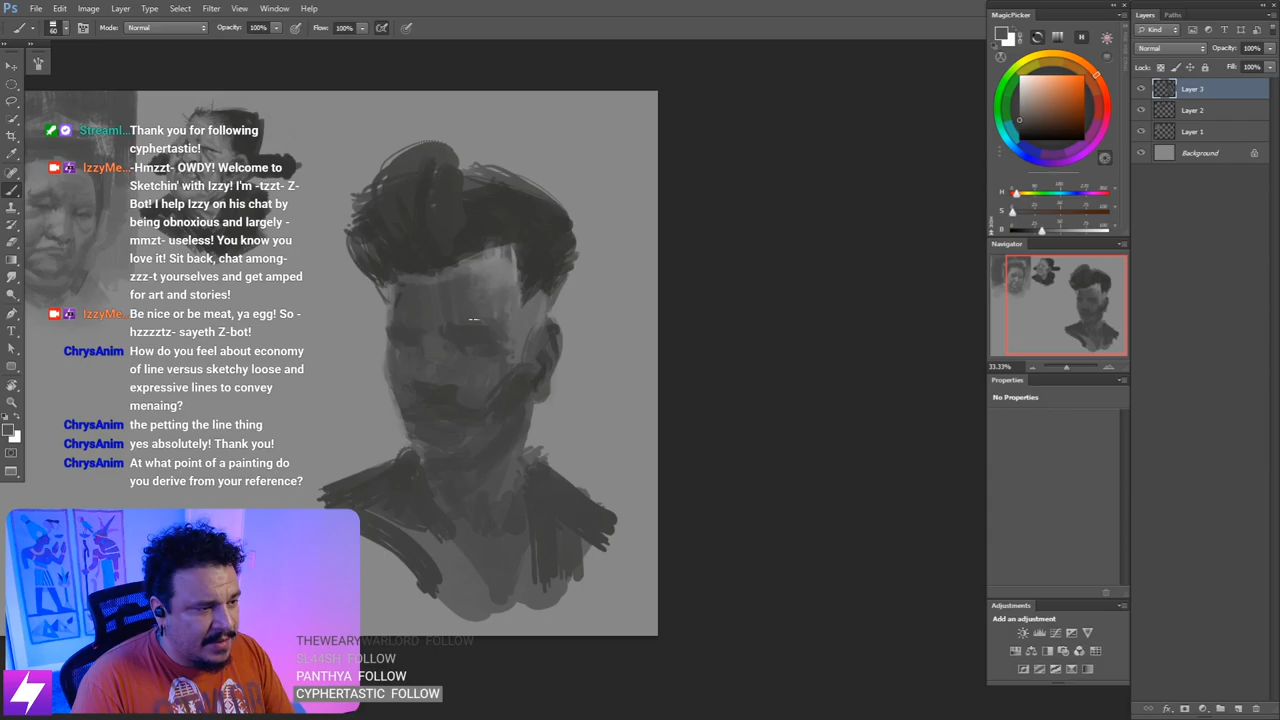 Ps File Edit Image Layer Type Select Filter View Window Help
60 Mode: Normal Opacity: 100% Flow: 100%
MagicPicker
H
H
S
B
Navigator
33.33%
Properties
No Properties
Adjustments
Add an adjustment
Layers Paths
Kind
Normal Opacity: 100%
Lock: Fill: 100%
Layer 3
Layer 2
Layer 1
Background
fx
Streaml... Thank you for following
cyphertastic!
IzzyMe... -Hmzzt- OWDY! Welcome to
Sketchin' with Izzy! I'm -tzzt- Z-
Bot! I help Izzy on his chat by
being obnoxious and largely -
mmzt- useless! You know you
love it! Sit back, chat among-
zzz-t yourselves and get amped
for art and stories!
IzzyMe... Be nice or be meat, ya egg! So -
hzzzztz- sayeth Z-bot!
ChrysAnim How do you feel about economy
of line versus sketchy loose and
expressive lines to convey
menaing?
ChrysAnim the petting the line thing
ChrysAnim yes absolutely! Thank you!
ChrysAnim At what point of a painting do
you derive from your reference?
THEWEARYWARLORD FOLLOW
SL44SH FOLLOW
PANTHYA FOLLOW
CYPHERTASTIC FOLLOW